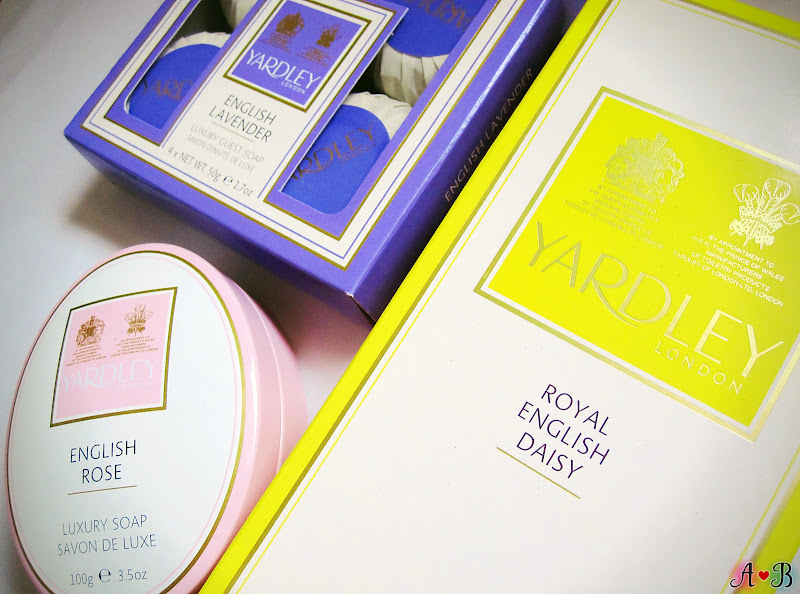 YARDLEY
LONDON
ENGLISH
LAVENDER
LUXURY GUEST SOAP
SAVON D'INVITÉ DE LUXE
4 x NET WT. 50g e 1.7oz
YARDLEY
YARDLEY
ENGLISH LAVENDER
YARDLEY
ENGLISH
ROSE
LUXURY SOAP
SAVON DE LUXE
100g e 3.5oz
BY APPOINTMENT TO
H.R.H. THE PRINCE OF WALES
MANUFACTURERS
OF TOILETRY PRODUCTS
YARDLEY OF LONDON LTD, LONDON
YARDLEY
LONDON
ROYAL
ENGLISH
DAISY
A♥B